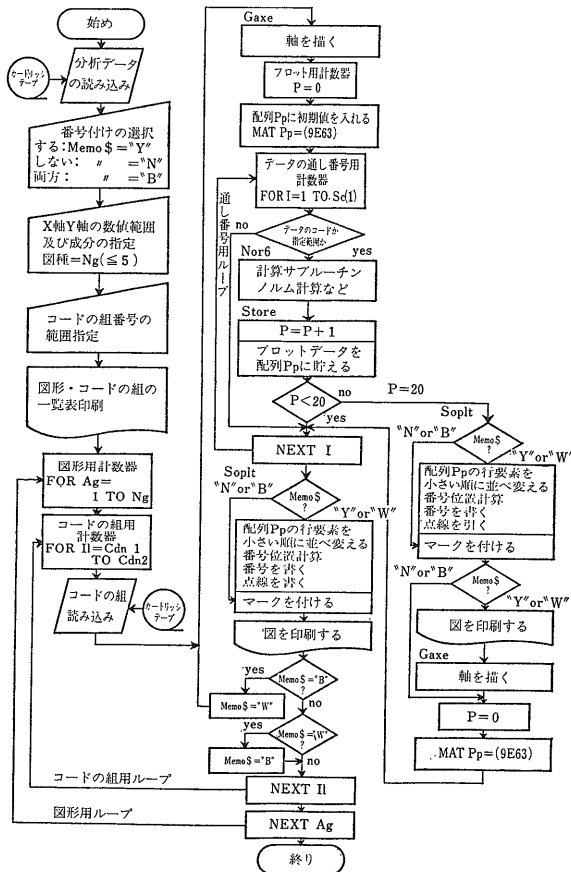 始め
カートリッジ
テープ
分析データ
の読み込み
番号付けの選択
する:Memo $ ="Y"
しない: 〃 ="N"
両方: 〃 ="B"
X軸Y軸の数値範囲
及び成分の指定
図種=Ng(≦5)
コードの組番号の
範囲指定
図形・コードの組の
一覧表印刷
図形用計数器
FOR Ag=
1 TO Ng
コードの組用
計数器
FOR Il=Cdn 1
TO Cdn2
コードの組
読み込み
カートリッジ
テープ
コードの組用ループ
図形用ループ
Gaxe
軸を描く
プロット用計数器
P=0
配列Ppに初期値を入れる
MAT Pp=(9E63)
データの通し番号用
計数器
FOR I=1 TO Sc(1)
通し番号用ループ
no
データのコードか
指定範囲か
yes
Nor6
計算サブルーチン
ノルム計算など
Store
P=P+1
プロットデータを
配列Ppに貯える
P<20
no
P=20
yes
NEXT I
Soplt
"N"or"B"
Memo $
?
"Y"or"W"
配列Ppの行要素を
小さい順に並べ変える
番号位置計算
番号を書く
点線を書く
マークを付ける
図を印刷する
yes
Memo $ ="B"
?
Memo $ ="W"
no
yes
Memo $ ="W"
?
Memo $ ="B"
no
NEXT Il
NEXT Ag
終り
Soplt
"N"or"B"
Memo $
?
"Y"or"W"
配列Ppの行要素を
小さい順に並べ変える
番号位置計算
番号を書く
点線を引く
マークを付ける
"N"or"B"
Memo $
?
"Y"or"W"
図を印刷する
Gaxe
軸を描く
P=0
MAT Pp=(9E63)